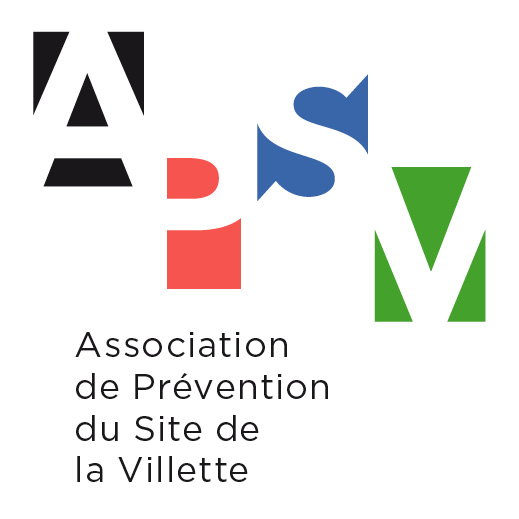 APSV
Association
de Prévention
du Site de
la Villette